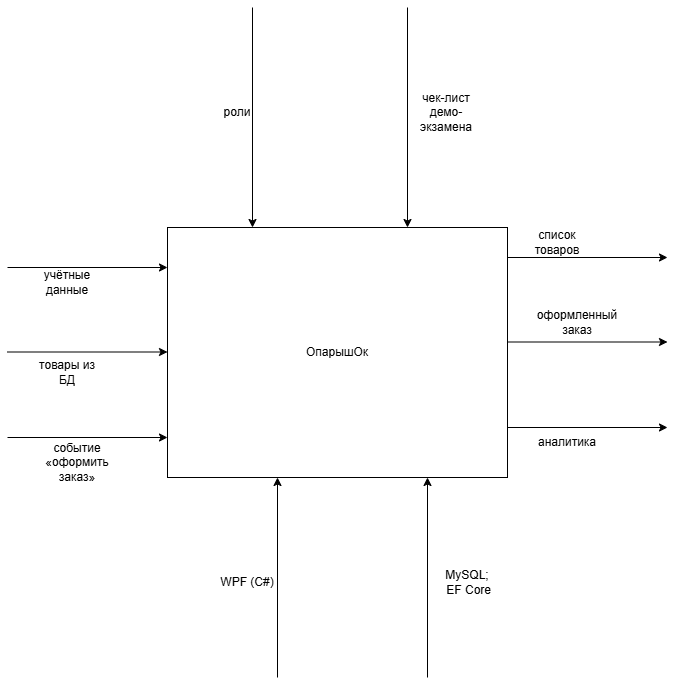 роли
чек-лист
демо-
экзамена
учётные
данные
товары из
БД
событие
«оформить
заказ»
ОпарышОк
список
товаров
оформленный
заказ
аналитика
WPF (C#)
MySQL;
EF Core